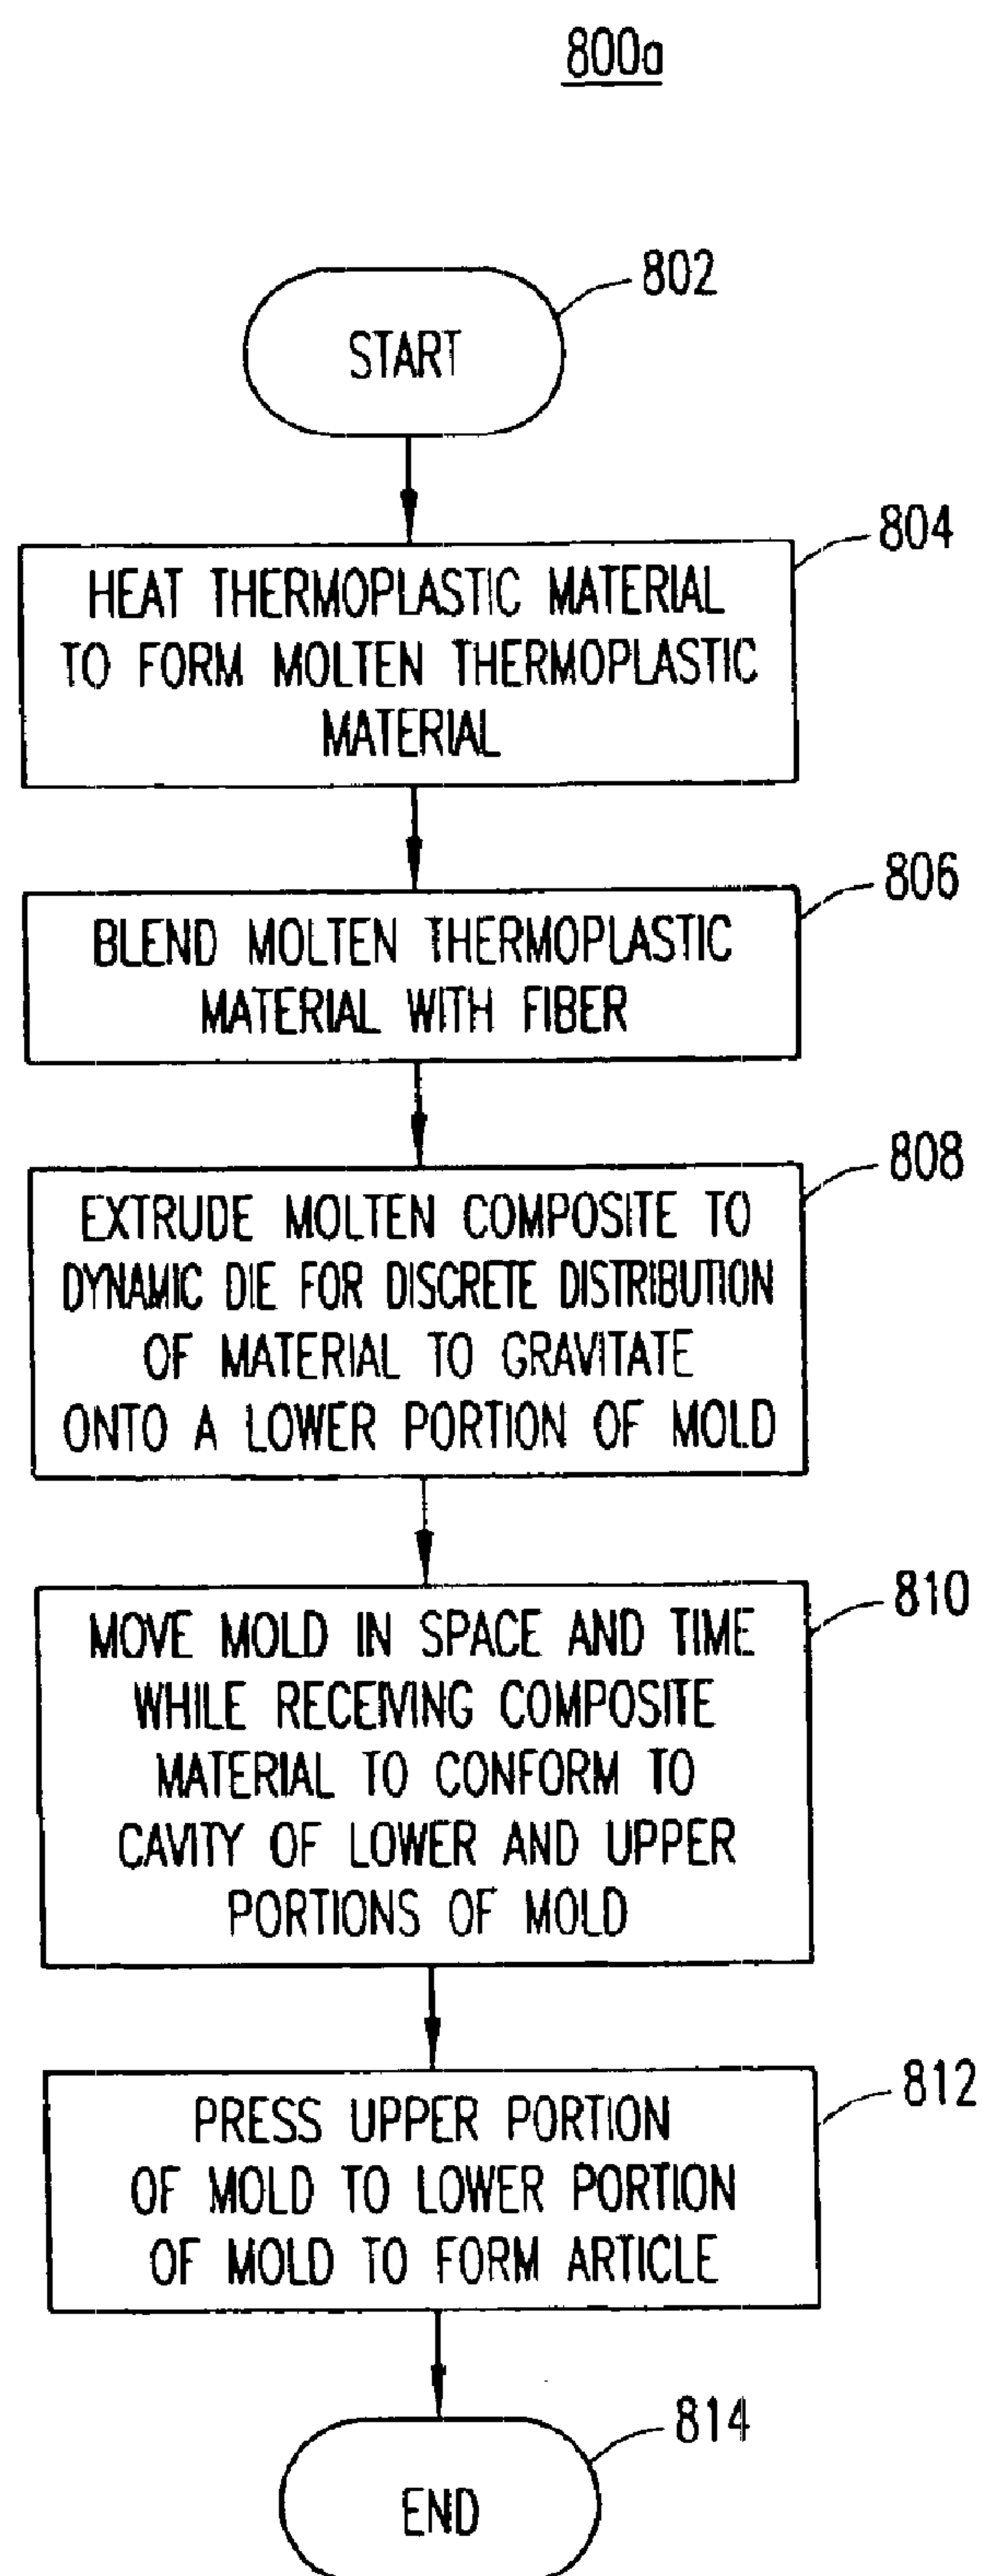 800a
802
START
804
HEAT THERMOPLASTIC MATERIAL
TO FORM MOLTEN THERMOPLASTIC
MATERIAL
806
BLEND MOLTEN THERMOPLASTIC
MATERIAL WITH FIBER
808
EXTRUDE MOLTEN COMPOSITE TO
DYNAMIC DIE FOR DISCRETE DISTRIBUTION
OF MATERIAL TO GRAVITATE
ONTO A LOWER PORTION OF MOLD
810
MOVE MOLD IN SPACE AND TIME
WHILE RECEIVING COMPOSITE
MATERIAL TO CONFORM TO
CAVITY OF LOWER AND UPPER
PORTIONS OF MOLD
812
PRESS UPPER PORTION
OF MOLD TO LOWER PORTION
OF MOLD TO FORM ARTICLE
814
END